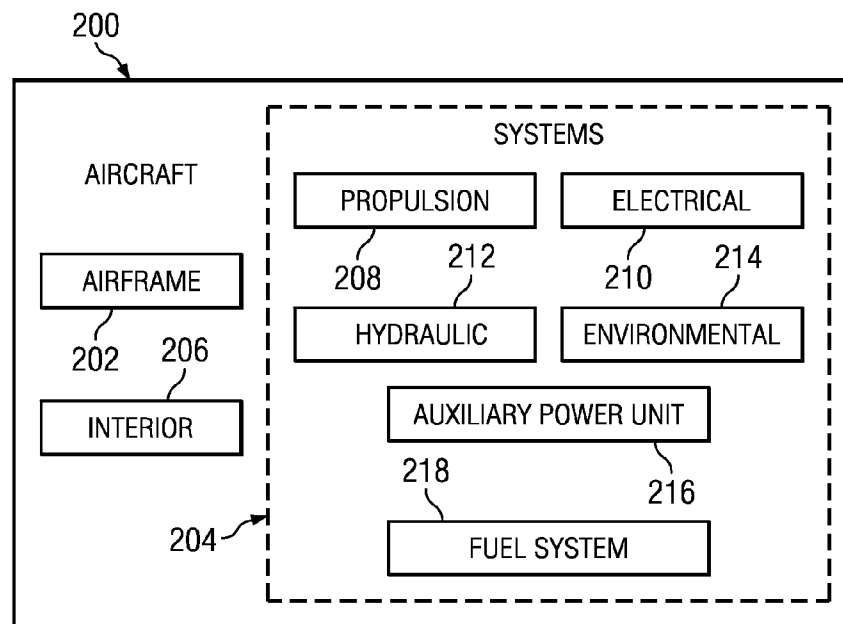 200
SYSTEMS
AIRCRAFT
PROPULSION
ELECTRICAL
208
212
210
214
AIRFRAME
HYDRAULIC
ENVIRONMENTAL
202
206
INTERIOR
AUXILIARY POWER UNIT
218
216
204
FUEL SYSTEM